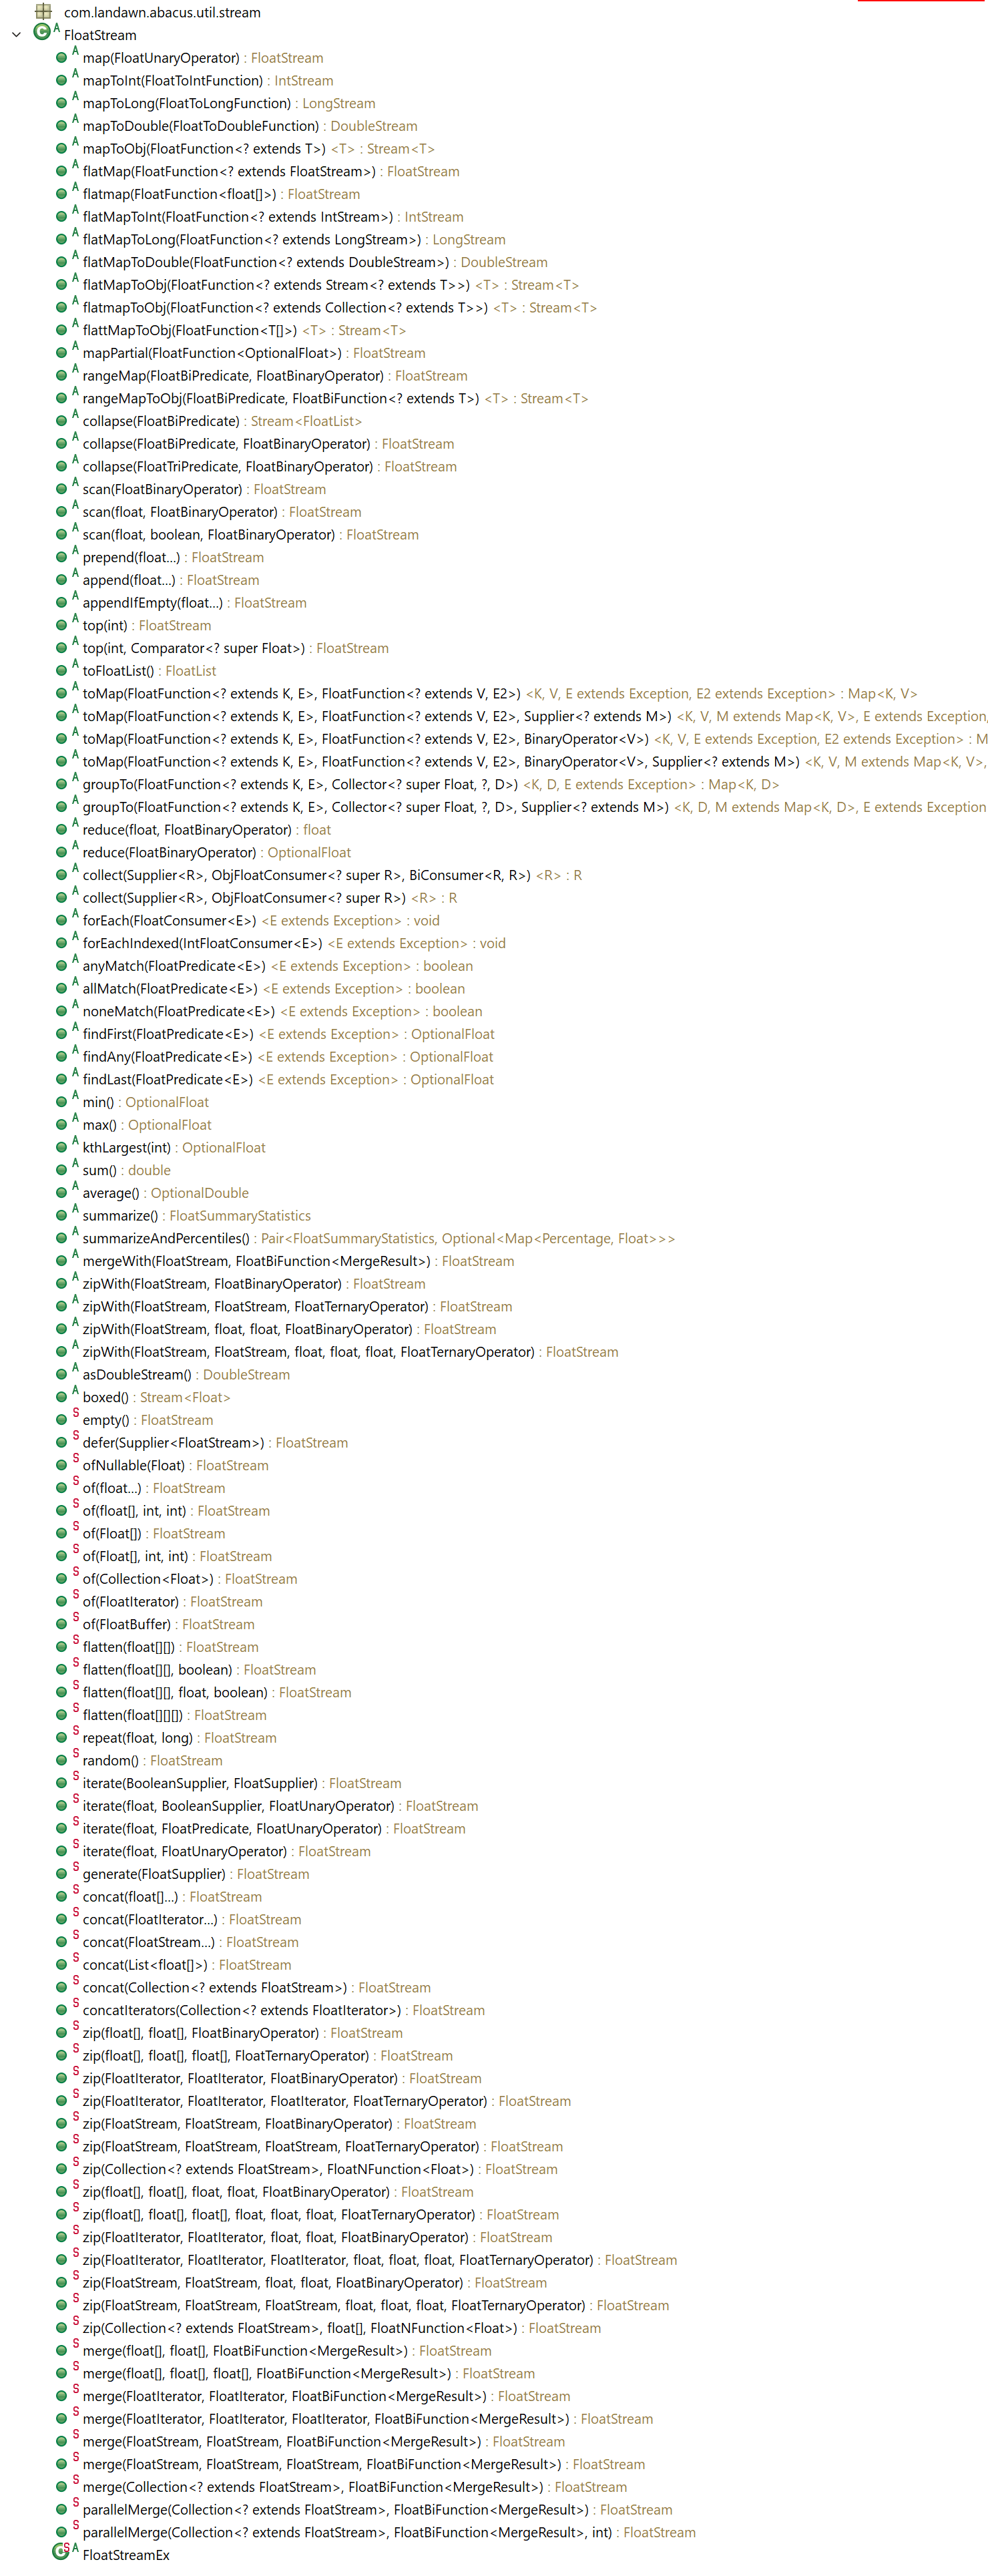 com.landawn.abacus.util.stream
C A FloatStream
A map(FloatUnaryOperator) : FloatStream
A mapToInt(FloatToIntFunction) : IntStream
A mapToLong(FloatToLongFunction) : LongStream
A mapToDouble(FloatToDoubleFunction) : DoubleStream
A mapToObj(FloatFunction<? extends T>) <T> : Stream<T>
A flatMap(FloatFunction<? extends FloatStream>) : FloatStream
A flatmap(FloatFunction<float[]>) : FloatStream
A flatMapToInt(FloatFunction<? extends IntStream>) : IntStream
A flatMapToLong(FloatFunction<? extends LongStream>) : LongStream
A flatMapToDouble(FloatFunction<? extends DoubleStream>) : DoubleStream
A flatMapToObj(FloatFunction<? extends Stream<? extends T>>) <T> : Stream<T>
A flatmapToObj(FloatFunction<? extends Collection<? extends T>>) <T> : Stream<T>
A flattMapToObj(FloatFunction<T[]>) <T> : Stream<T>
A mapPartial(FloatFunction<OptionalFloat>) : FloatStream
A rangeMap(FloatBiPredicate, FloatBinaryOperator) : FloatStream
A rangeMapToObj(FloatBiPredicate, FloatBiFunction<? extends T>) <T> : Stream<T>
A collapse(FloatBiPredicate) : Stream<FloatList>
A collapse(FloatBiPredicate, FloatBinaryOperator) : FloatStream
A collapse(FloatTriPredicate, FloatBinaryOperator) : FloatStream
A scan(FloatBinaryOperator) : FloatStream
A scan(float, FloatBinaryOperator) : FloatStream
A scan(float, boolean, FloatBinaryOperator) : FloatStream
A prepend(float...) : FloatStream
A append(float...) : FloatStream
A appendIfEmpty(float...) : FloatStream
A top(int) : FloatStream
A top(int, Comparator<? super Float>) : FloatStream
A toFloatList() : FloatList
A toMap(FloatFunction<? extends K, E>, FloatFunction<? extends V, E2>) <K, V, E extends Exception, E2 extends Exception> : Map<K, V>
A toMap(FloatFunction<? extends K, E>, FloatFunction<? extends V, E2>, Supplier<? extends M>) <K, V, M extends Map<K, V>, E extends Exception,
A toMap(FloatFunction<? extends K, E>, FloatFunction<? extends V, E2>, BinaryOperator<V>) <K, V, E extends Exception, E2 extends Exception> : M
A toMap(FloatFunction<? extends K, E>, FloatFunction<? extends V, E2>, BinaryOperator<V>, Supplier<? extends M>) <K, V, M extends Map<K, V>,
A groupTo(FloatFunction<? extends K, E>, Collector<? super Float, ?, D>) <K, D, E extends Exception> : Map<K, D>
A groupTo(FloatFunction<? extends K, E>, Collector<? super Float, ?, D>, Supplier<? extends M>) <K, D, M extends Map<K, D>, E extends Exception
A reduce(float, FloatBinaryOperator) : float
A reduce(FloatBinaryOperator) : OptionalFloat
A collect(Supplier<R>, ObjFloatConsumer<? super R>, BiConsumer<R, R>) <R> : R
A collect(Supplier<R>, ObjFloatConsumer<? super R>) <R> : R
A forEach(FloatConsumer<E>) <E extends Exception> : void
A forEachIndexed(IntFloatConsumer<E>) <E extends Exception> : void
A anyMatch(FloatPredicate<E>) <E extends Exception> : boolean
A allMatch(FloatPredicate<E>) <E extends Exception> : boolean
A noneMatch(FloatPredicate<E>) <E extends Exception> : boolean
A findFirst(FloatPredicate<E>) <E extends Exception> : OptionalFloat
A findAny(FloatPredicate<E>) <E extends Exception> : OptionalFloat
A findLast(FloatPredicate<E>) <E extends Exception> : OptionalFloat
A min() : OptionalFloat
A max() : OptionalFloat
A kthLargest(int) : OptionalFloat
A sum() : double
A average() : OptionalDouble
A summarize() : FloatSummaryStatistics
A summarizeAndPercentiles() : Pair<FloatSummaryStatistics, Optional<Map<Percentage, Float>>>
A mergeWith(FloatStream, FloatBiFunction<MergeResult>) : FloatStream
A zipWith(FloatStream, FloatBinaryOperator) : FloatStream
A zipWith(FloatStream, FloatStream, FloatTernaryOperator) : FloatStream
A zipWith(FloatStream, float, float, FloatBinaryOperator) : FloatStream
A zipWith(FloatStream, FloatStream, float, float, float, FloatTernaryOperator) : FloatStream
A asDoubleStream() : DoubleStream
A boxed() : Stream<Float>
S empty() : FloatStream
S defer(Supplier<FloatStream>) : FloatStream
S ofNullable(Float) : FloatStream
S of(float...) : FloatStream
S of(float[], int, int) : FloatStream
S of(Float[]) : FloatStream
S of(Float[], int, int) : FloatStream
S of(Collection<Float>) : FloatStream
S of(FloatIterator) : FloatStream
S of(FloatBuffer) : FloatStream
S flatten(float[][]) : FloatStream
S flatten(float[][], boolean) : FloatStream
S flatten(float[][], float, boolean) : FloatStream
S flatten(float[][][]) : FloatStream
S repeat(float, long) : FloatStream
S random() : FloatStream
S iterate(BooleanSupplier, FloatSupplier) : FloatStream
S iterate(float, BooleanSupplier, FloatUnaryOperator) : FloatStream
S iterate(float, FloatPredicate, FloatUnaryOperator) : FloatStream
S iterate(float, FloatUnaryOperator) : FloatStream
S generate(FloatSupplier) : FloatStream
S concat(float[]...) : FloatStream
S concat(FloatIterator...) : FloatStream
S concat(FloatStream...) : FloatStream
S concat(List<float[]>) : FloatStream
S concat(Collection<? extends FloatStream>) : FloatStream
S concatIterators(Collection<? extends FloatIterator>) : FloatStream
S zip(float[], float[], FloatBinaryOperator) : FloatStream
S zip(float[], float[], float[], FloatTernaryOperator) : FloatStream
S zip(FloatIterator, FloatIterator, FloatBinaryOperator) : FloatStream
S zip(FloatIterator, FloatIterator, FloatIterator, FloatTernaryOperator) : FloatStream
S zip(FloatStream, FloatStream, FloatBinaryOperator) : FloatStream
S zip(FloatStream, FloatStream, FloatStream, FloatTernaryOperator) : FloatStream
S zip(Collection<? extends FloatStream>, FloatNFunction<Float>) : FloatStream
S zip(float[], float[], float, float, FloatBinaryOperator) : FloatStream
S zip(float[], float[], float[], float, float, float, FloatTernaryOperator) : FloatStream
S zip(FloatIterator, FloatIterator, float, float, FloatBinaryOperator) : FloatStream
S zip(FloatIterator, FloatIterator, FloatIterator, float, float, float, FloatTernaryOperator) : FloatStream
S zip(FloatStream, FloatStream, float, float, FloatBinaryOperator) : FloatStream
S zip(FloatStream, FloatStream, FloatStream, float, float, float, FloatTernaryOperator) : FloatStream
S zip(Collection<? extends FloatStream>, float[], FloatNFunction<Float>) : FloatStream
S merge(float[], float[], FloatBiFunction<MergeResult>) : FloatStream
S merge(float[], float[], float[], FloatBiFunction<MergeResult>) : FloatStream
S merge(FloatIterator, FloatIterator, FloatBiFunction<MergeResult>) : FloatStream
S merge(FloatIterator, FloatIterator, FloatIterator, FloatBiFunction<MergeResult>) : FloatStream
S merge(FloatStream, FloatStream, FloatBiFunction<MergeResult>) : FloatStream
S merge(FloatStream, FloatStream, FloatStream, FloatBiFunction<MergeResult>) : FloatStream
S merge(Collection<? extends FloatStream>, FloatBiFunction<MergeResult>) : FloatStream
S parallelMerge(Collection<? extends FloatStream>, FloatBiFunction<MergeResult>) : FloatStream
S parallelMerge(Collection<? extends FloatStream>, FloatBiFunction<MergeResult>, int) : FloatStream
C S A FloatStreamEx